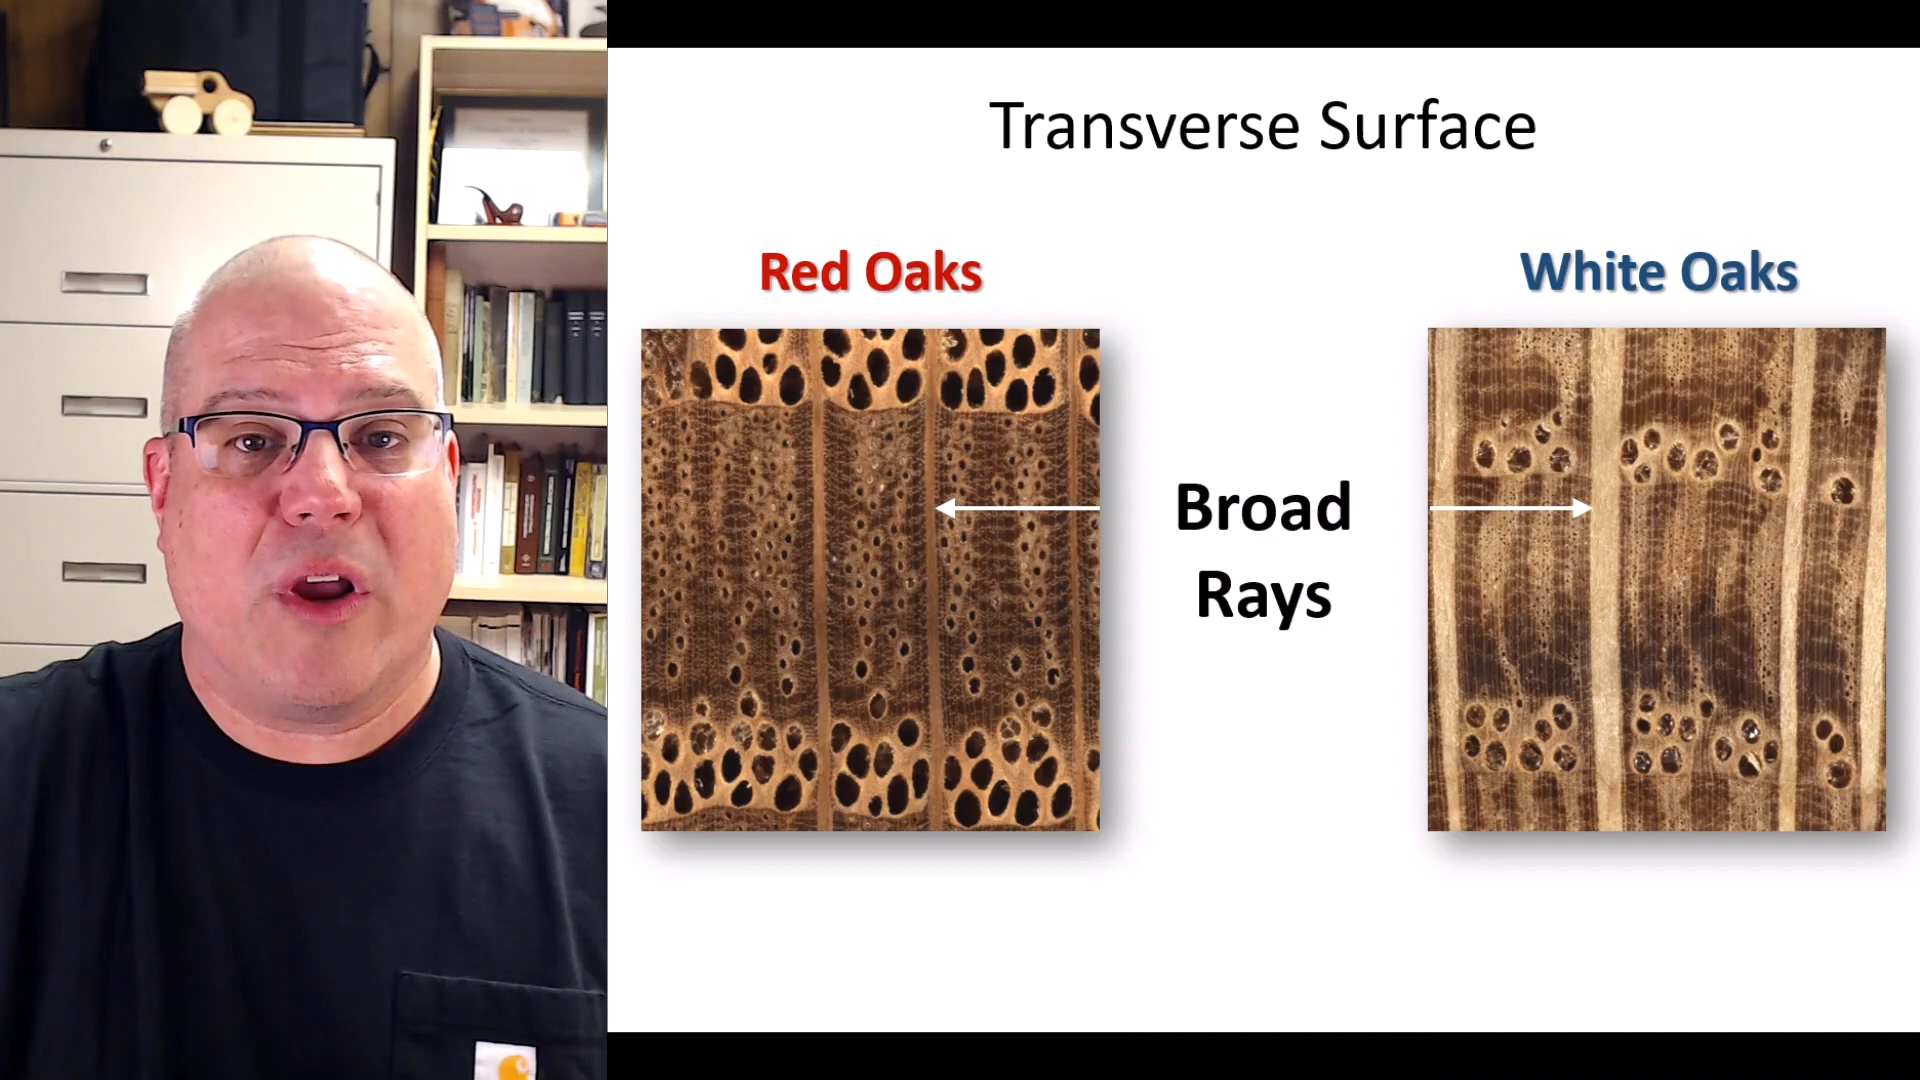 Transverse Surface
Red Oaks
White Oaks
Broad
Rays